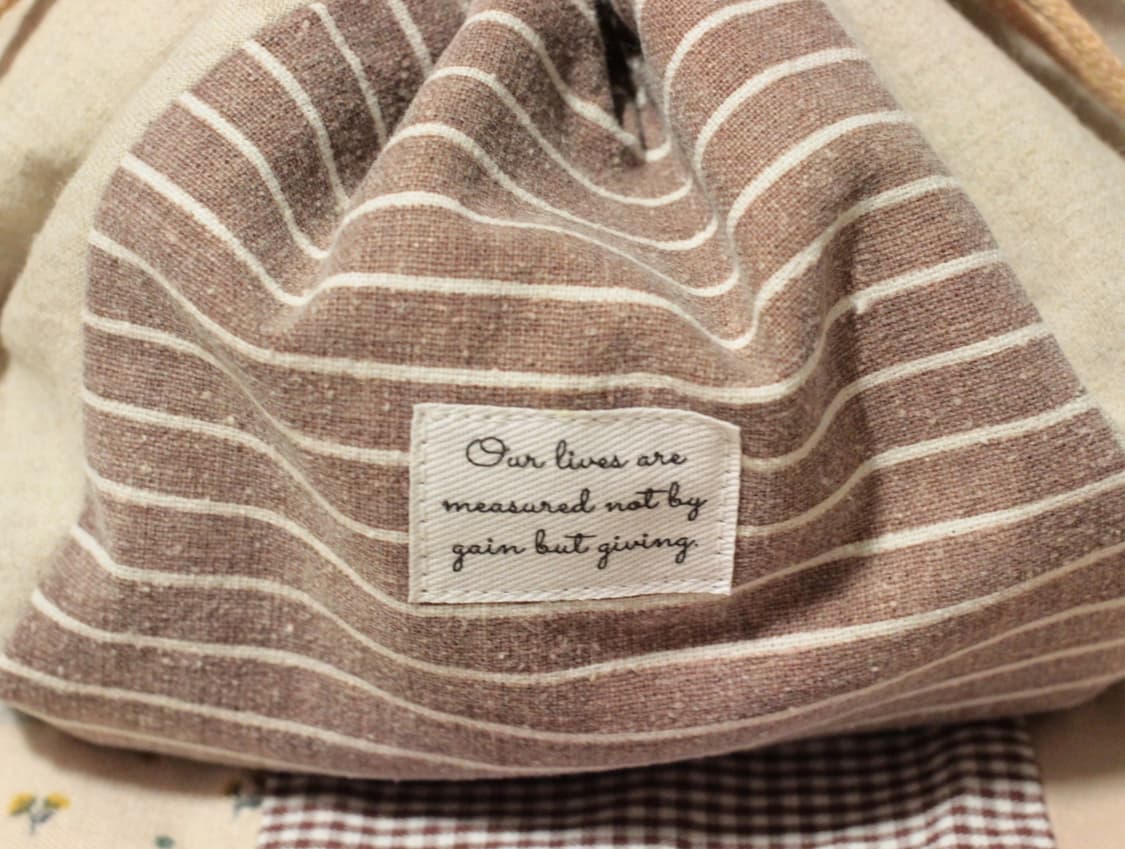 Our lives are
measured not by
gain but giving.